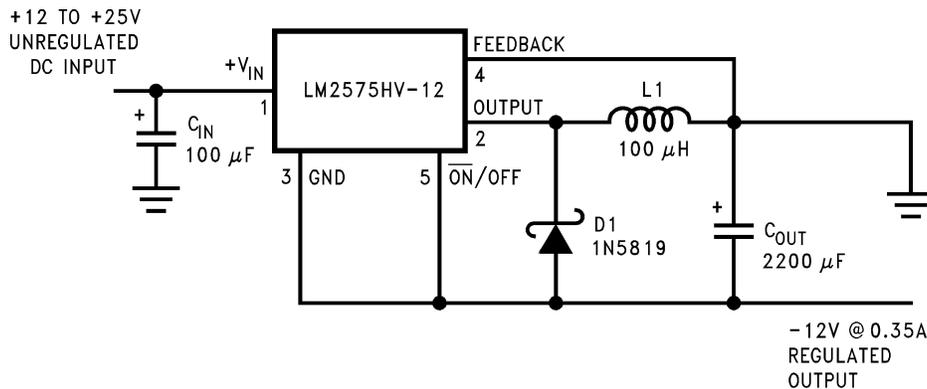 +12 TO +25V
UNREGULATED
DC INPUT
+VIN
1
LM2575HV-12
FEEDBACK
4
OUTPUT
2
L1
100 μH
+
CIN
100 μF
3
GND
5
O̅N̅/OFF
D1
1N5819
+
COUT
2200 μF
−12V @ 0.35A
REGULATED
OUTPUT